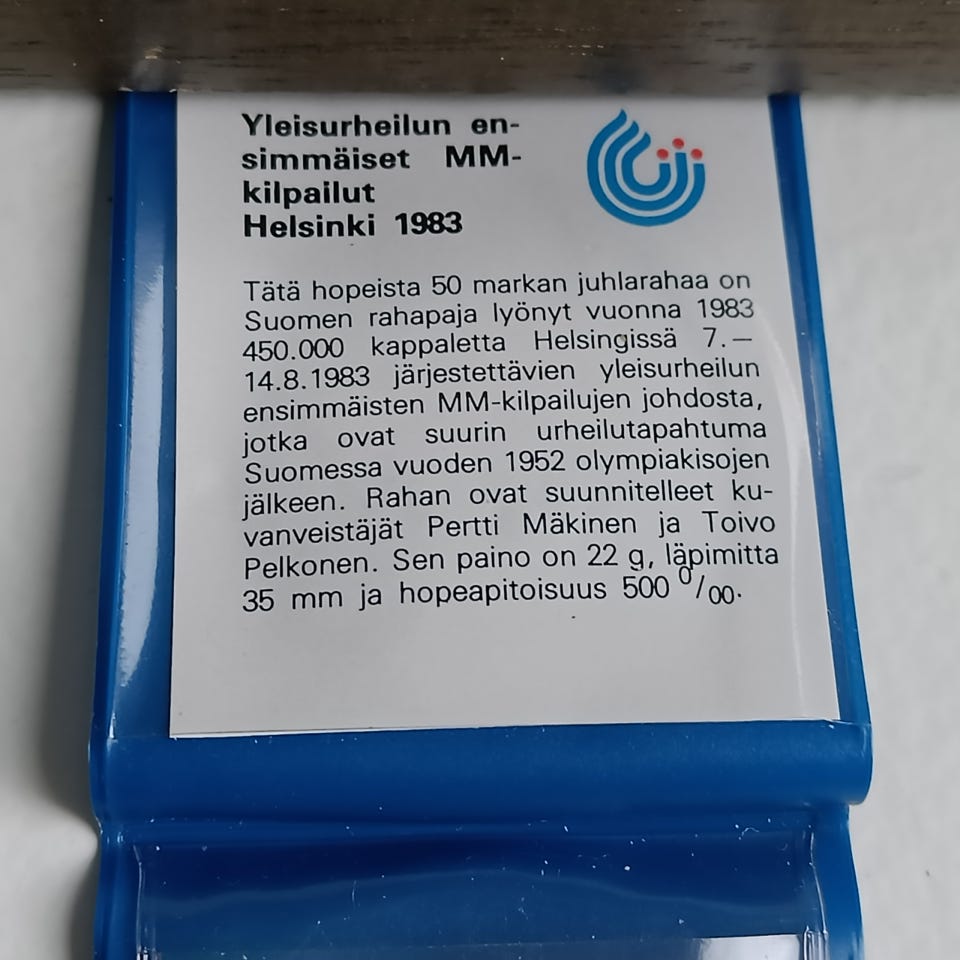 Yleisurheilun en-
simmäiset MM-
kilpailut
Helsinki 1983
Tätä hopeista 50 markan juhlarahaa on
Suomen rahapaja lyönyt vuonna 1983
450.000 kappaletta Helsingissä 7.—
14.8.1983 järjestettävien yleisurheilun
ensimmäisten MM-kilpailujen johdosta,
jotka ovat suurin urheilutapahtuma
Suomessa vuoden 1952 olympiakisojen
jälkeen. Rahan ovat suunnitelleet ku-
vanveistäjät Pertti Mäkinen ja Toivo
Pelkonen. Sen paino on 22 g, läpimitta
35 mm ja hopeapitoisuus 500 0/00.